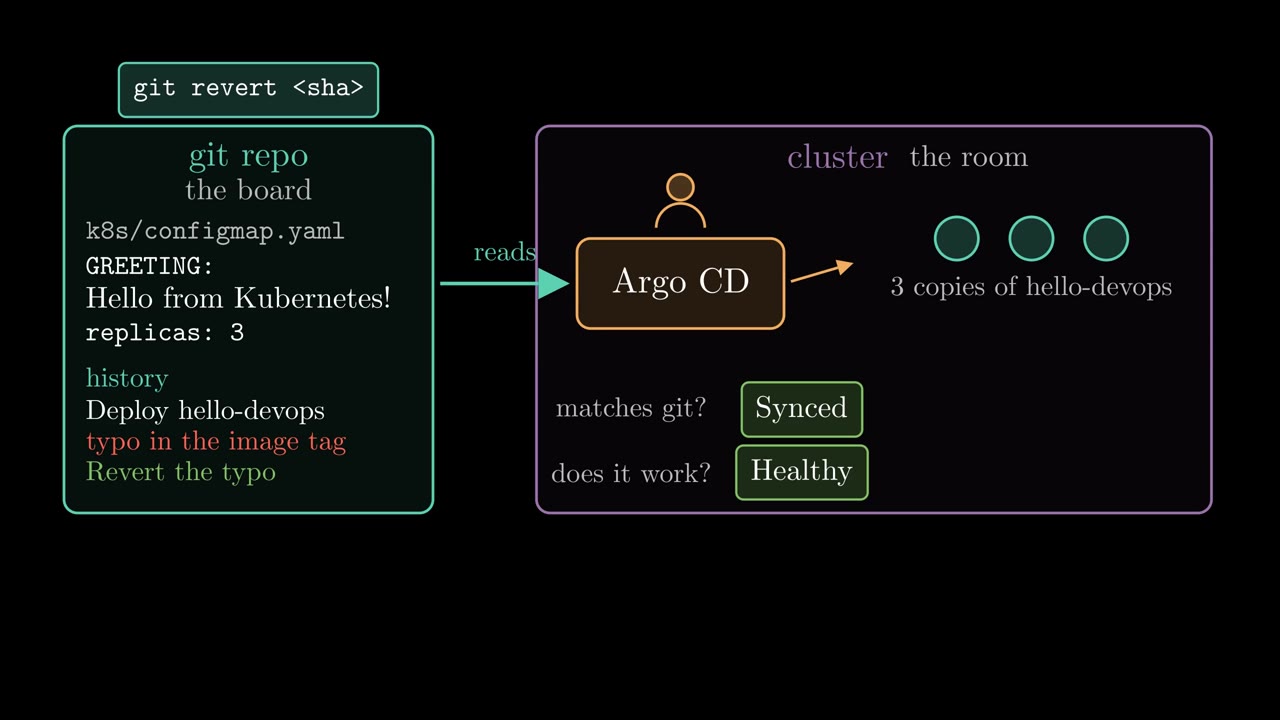 git revert <sha>
git repo
the board
k8s/configmap.yaml
GREETING:
Hello from Kubernetes!
replicas: 3
history
Deploy hello-devops
typo in the image tag
Revert the typo
reads
cluster the room
Argo CD
3 copies of hello-devops
matches git? Synced
does it work? Healthy